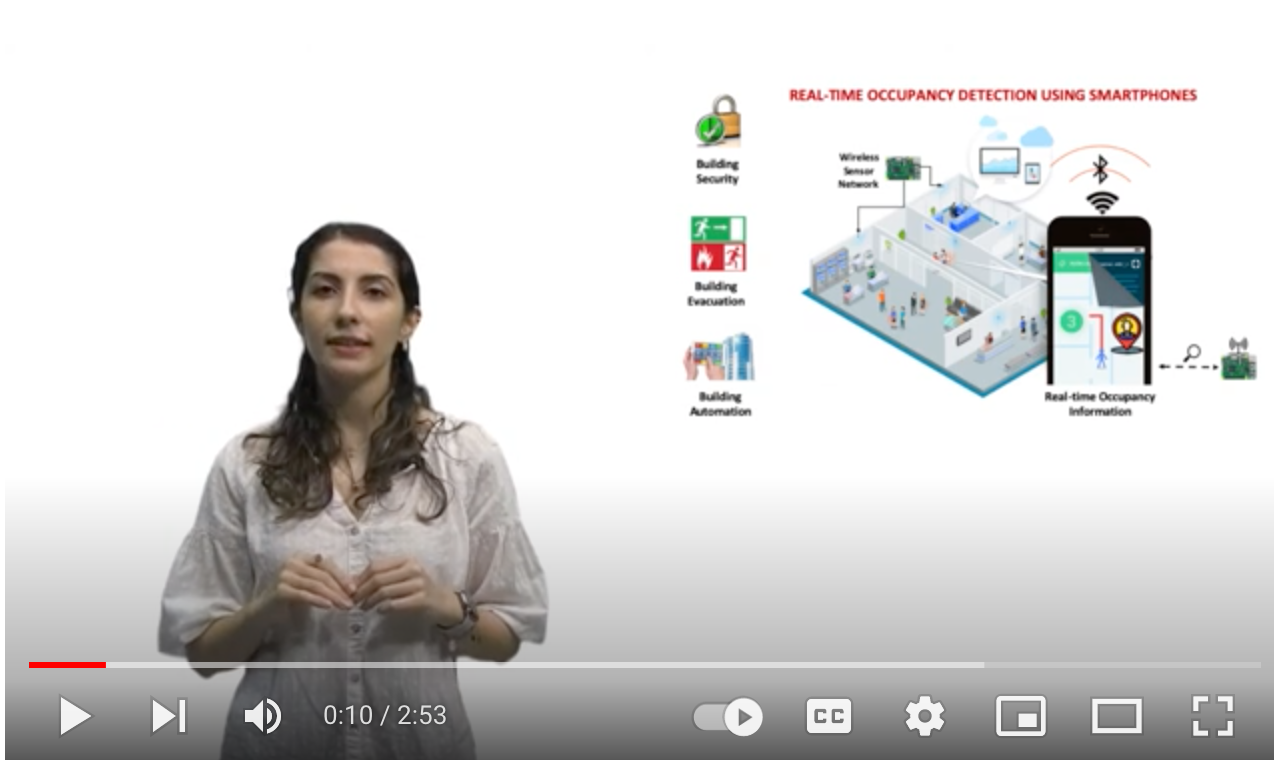 REAL-TIME OCCUPANCY DETECTION USING SMARTPHONES
Building
Security
Wireless
Sensor
Network
Building
Evacuation
3
Building
Automation
Real-time Occupancy
Information
0:10 / 2:53
CC